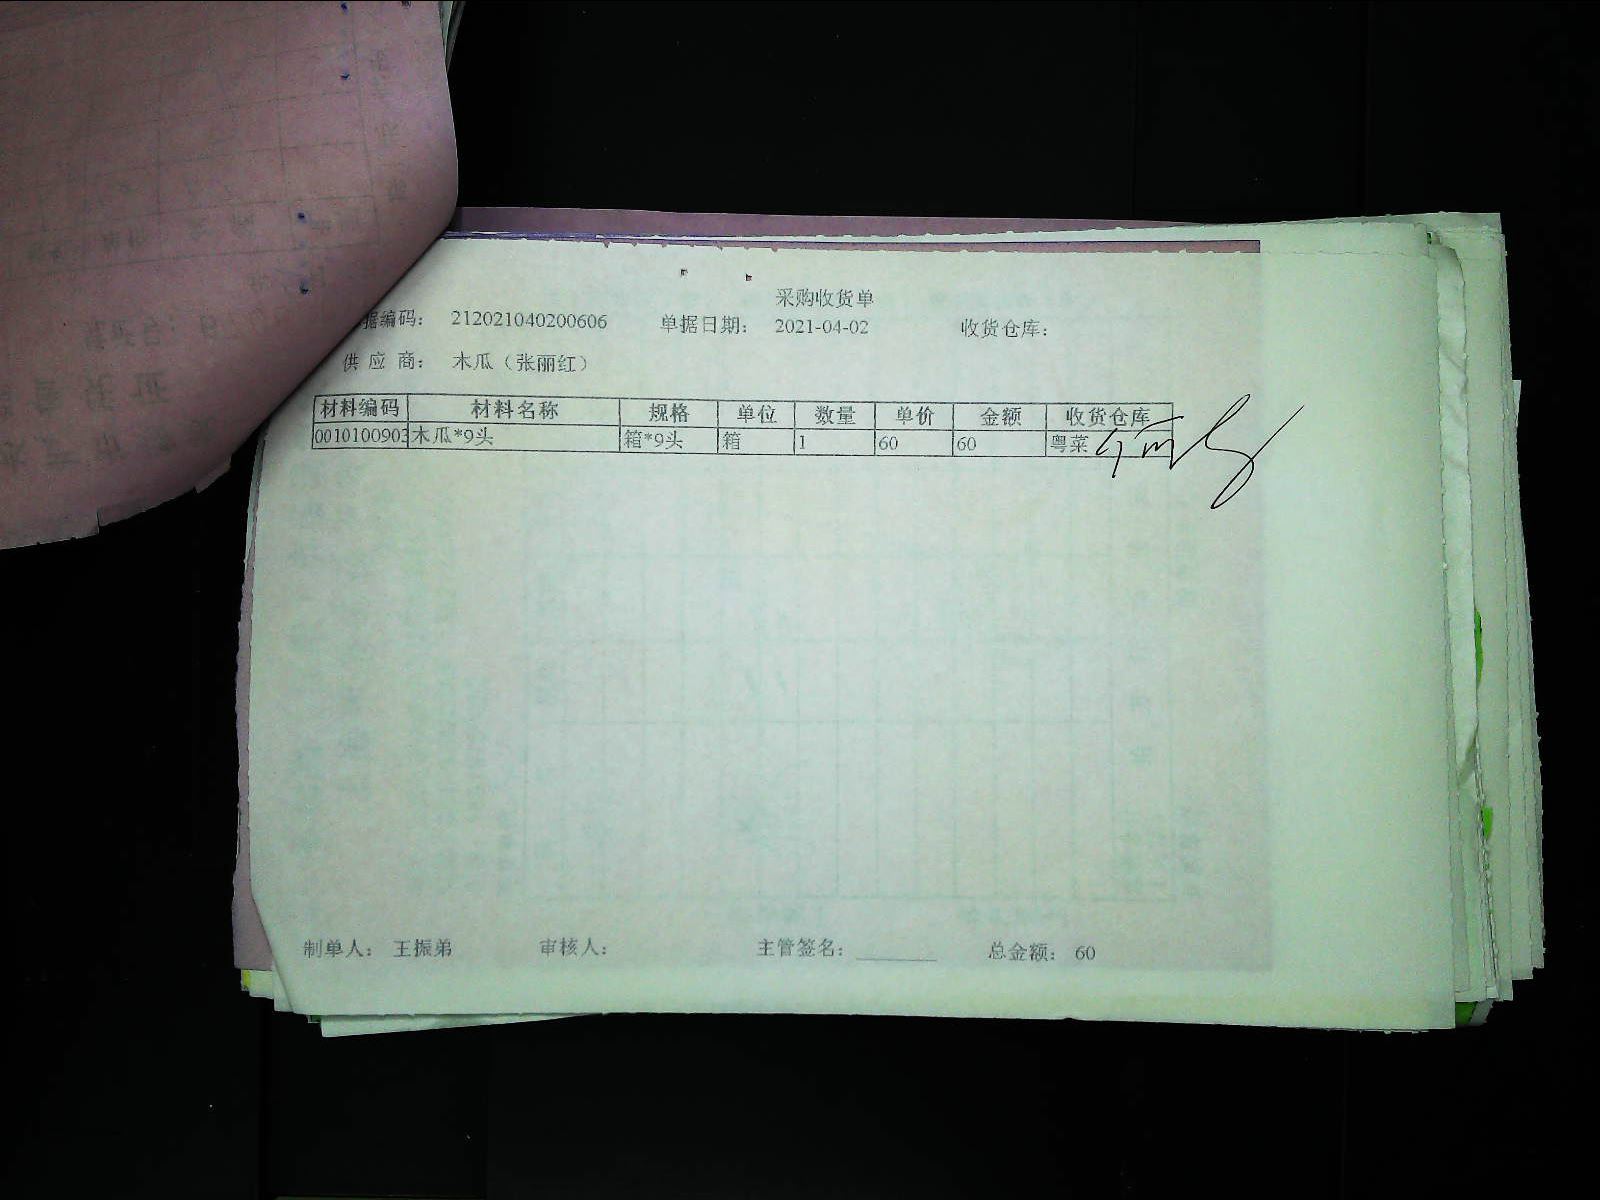 采购收货单
据编码： 212021040200606 单据日期： 2021-04-02 收货仓库：
供 应 商： 木瓜（张丽红）
材料编码 材料名称 规格 单位 数量 单价 金额 收货仓库
0010100903 木瓜*9头 箱*9头 箱 1 60 60 粤菜
制单人： 王振弟 审核人： 主管签名：________ 总金额： 60